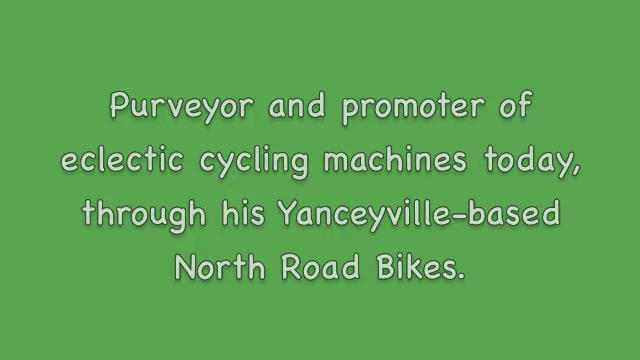 Purveyor and promoter of
eclectic cycling machines today,
through his Yanceyville-based
North Road Bikes.